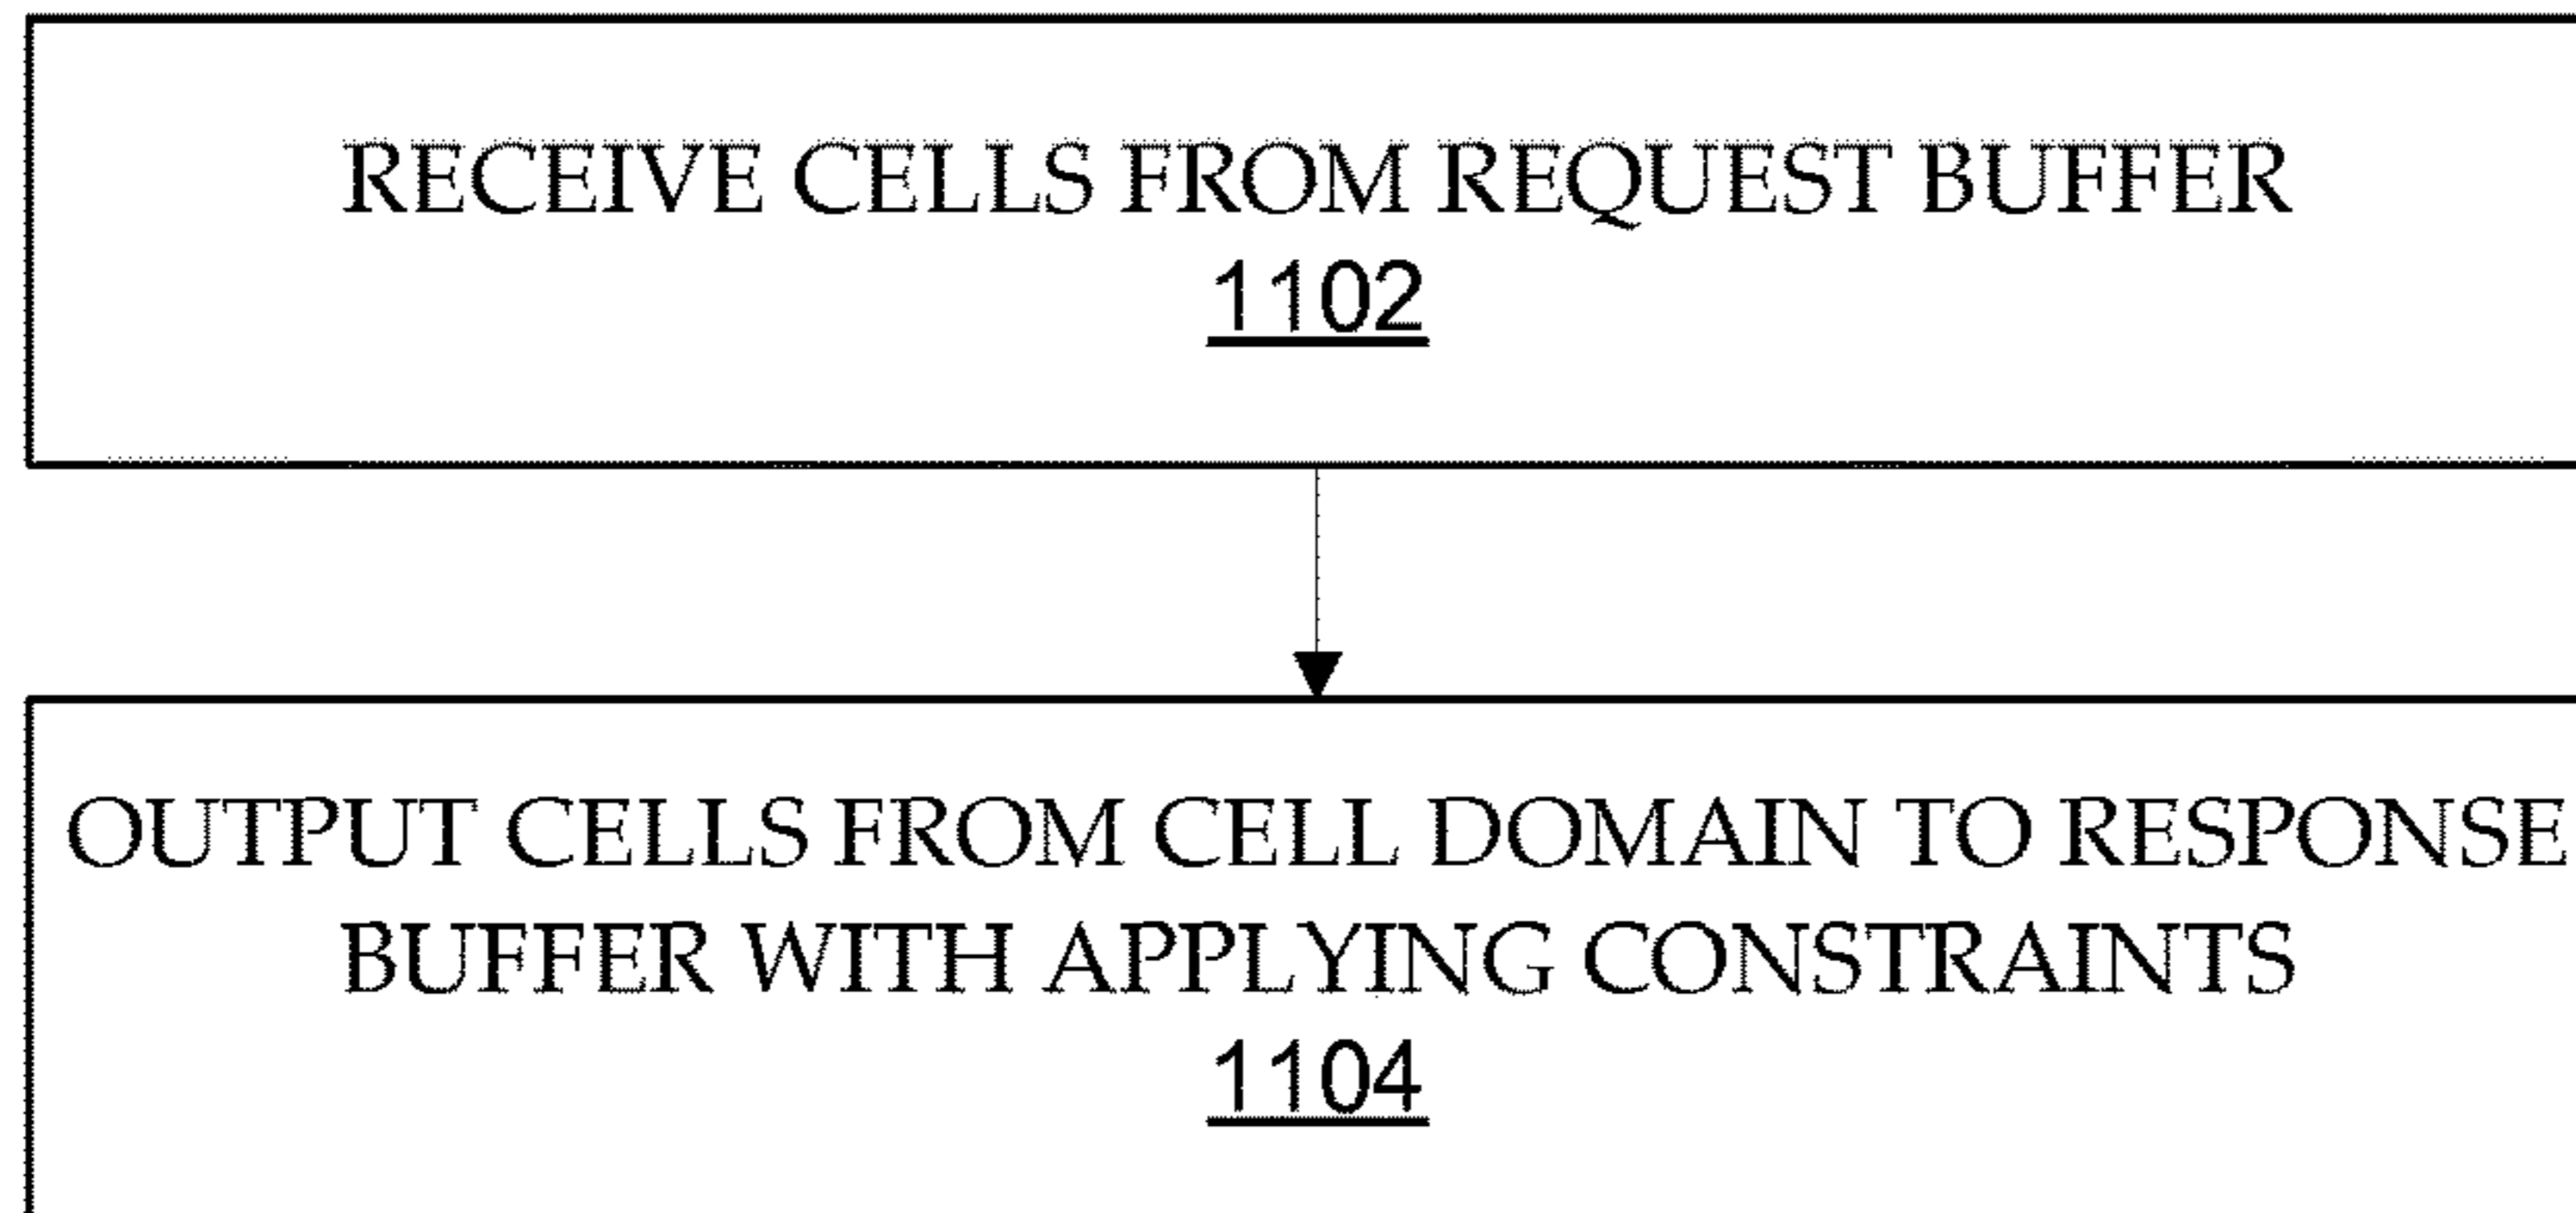 RECEIVE CELLS FROM REQUEST BUFFER
1102
OUTPUT CELLS FROM CELL DOMAIN TO RESPONSE
BUFFER WITH APPLYING CONSTRAINTS
1104